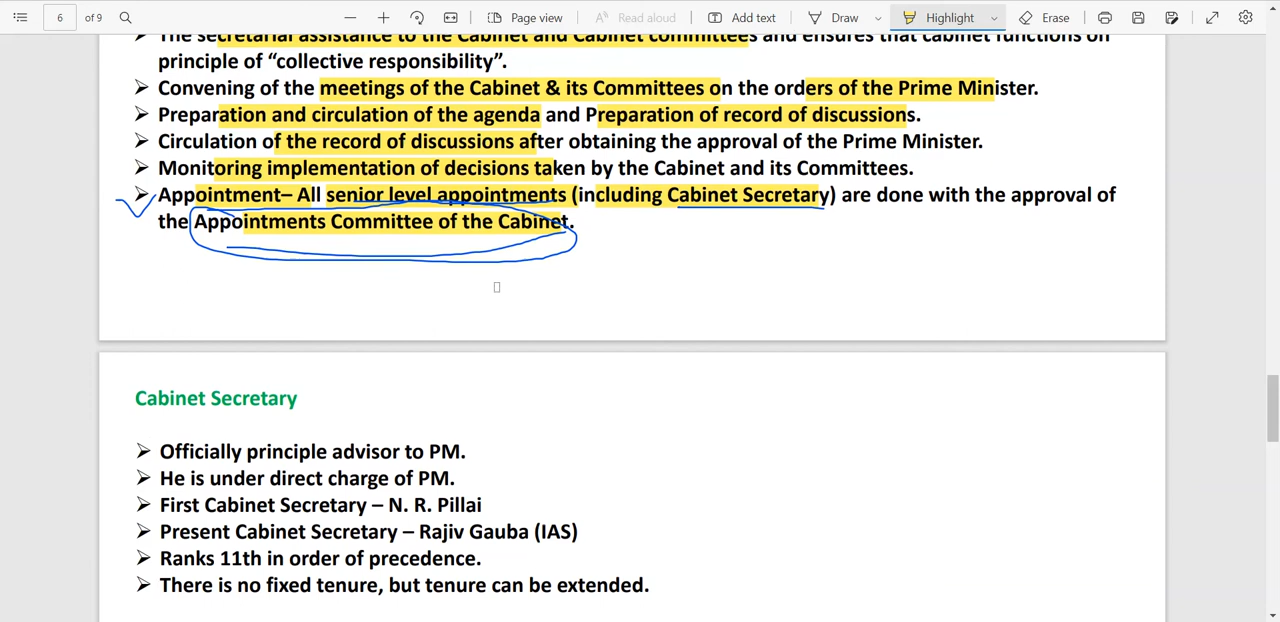 6 of 9 Page view Read aloud Add text Draw Highlight Erase
The secretarial assistance to the Cabinet and Cabinet committees and ensures that cabinet functions on
principle of “collective responsibility”.
Convening of the meetings of the Cabinet & its Committees on the orders of the Prime Minister.
Preparation and circulation of the agenda and Preparation of record of discussions.
Circulation of the record of discussions after obtaining the approval of the Prime Minister.
Monitoring implementation of decisions taken by the Cabinet and its Committees.
Appointment– All senior level appointments (including Cabinet Secretary) are done with the approval of
the Appointments Committee of the Cabinet.
Cabinet Secretary
Officially principle advisor to PM.
He is under direct charge of PM.
First Cabinet Secretary – N. R. Pillai
Present Cabinet Secretary – Rajiv Gauba (IAS)
Ranks 11th in order of precedence.
There is no fixed tenure, but tenure can be extended.